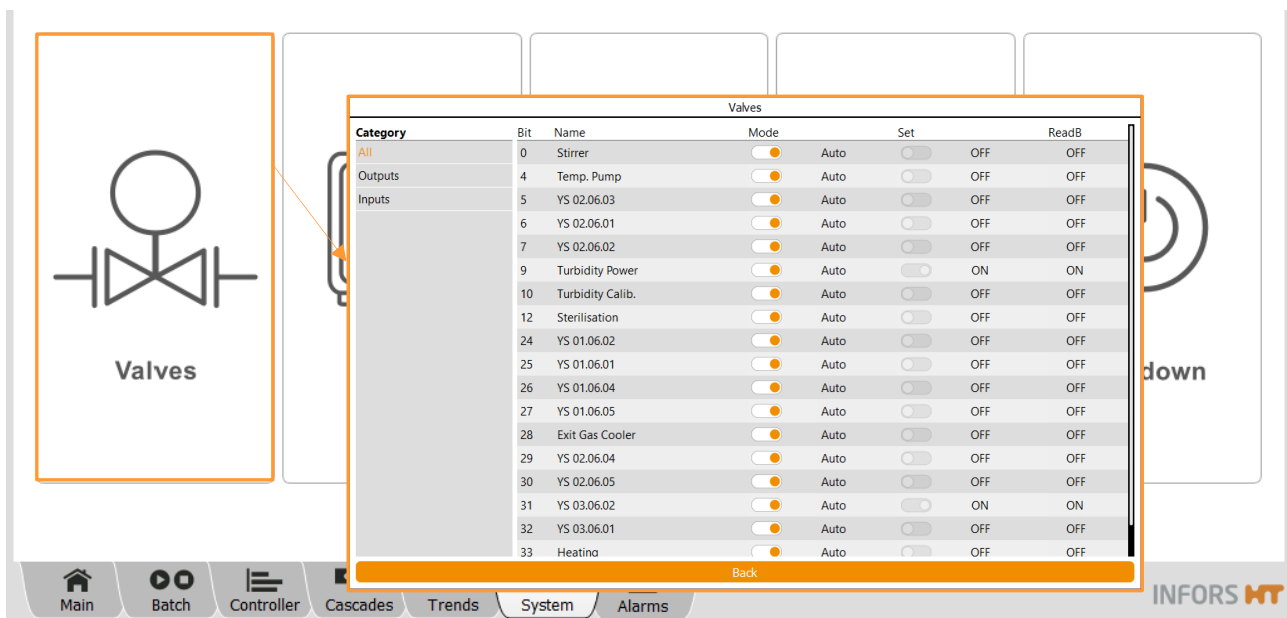 Valves
Category Bit Name Mode Set ReadB
All 0 Stirrer Auto OFF OFF
Outputs 4 Temp. Pump Auto OFF OFF
Inputs 5 YS 02.06.03 Auto OFF OFF
6 YS 02.06.01 Auto OFF OFF
7 YS 02.06.02 Auto OFF OFF
9 Turbidity Power Auto ON ON
10 Turbidity Calib. Auto OFF OFF
12 Sterilisation Auto OFF OFF
24 YS 01.06.02 Auto OFF OFF
25 YS 01.06.01 Auto OFF OFF
Valves down
26 YS 01.06.04 Auto OFF OFF
27 YS 01.06.05 Auto OFF OFF
28 Exit Gas Cooler Auto OFF OFF
29 YS 02.06.04 Auto OFF OFF
30 YS 02.06.05 Auto OFF OFF
31 YS 03.06.02 Auto ON ON
32 YS 03.06.01 Auto OFF OFF
33 Heating Auto OFF OFF
Back
Main Batch Controller Cascades Trends System Alarms
INFORS HT